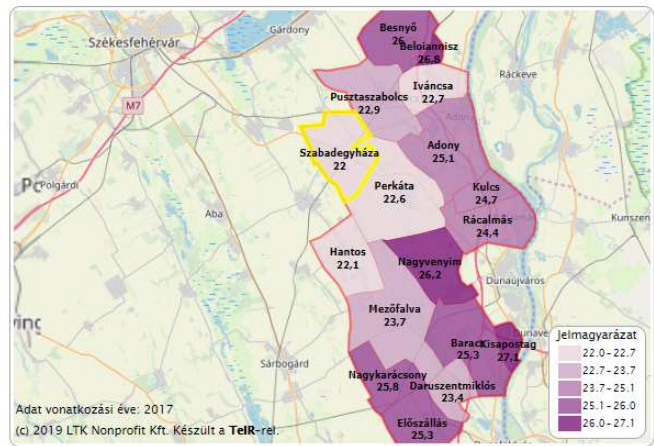 Székesfehérvár
Gárdony
Besnyő
26
Beloiannisz
26,8
Ráckeve
M7
Iváncsa
22,7
Pusztaszabolcs
22,9
Adony
25,1
Szabadegyháza
22
Polgárdi
Perkáta
22,6
Kulcs
24,7
Aba
Rácalmás
24,4
Kunszen
Hantos
22,1
Nagyvenyim
26,2
Dunaújváros
Mezőfalva
23,7
Dunave
Baracs
25,3
Kisapostag
27,1
Sárbogárd
Nagykarácsony
25,8
Daruszentmiklós
23,4
Előszállás
25,3
Jelmagyarázat
22.0-22.7
22.7-23.7
23.7-25.1
25.1-26.0
26.0-27.1
Adat vonatkozási éve: 2017
(c) 2019 LTK Nonprofit Kft. Készült a TeIR-rel.